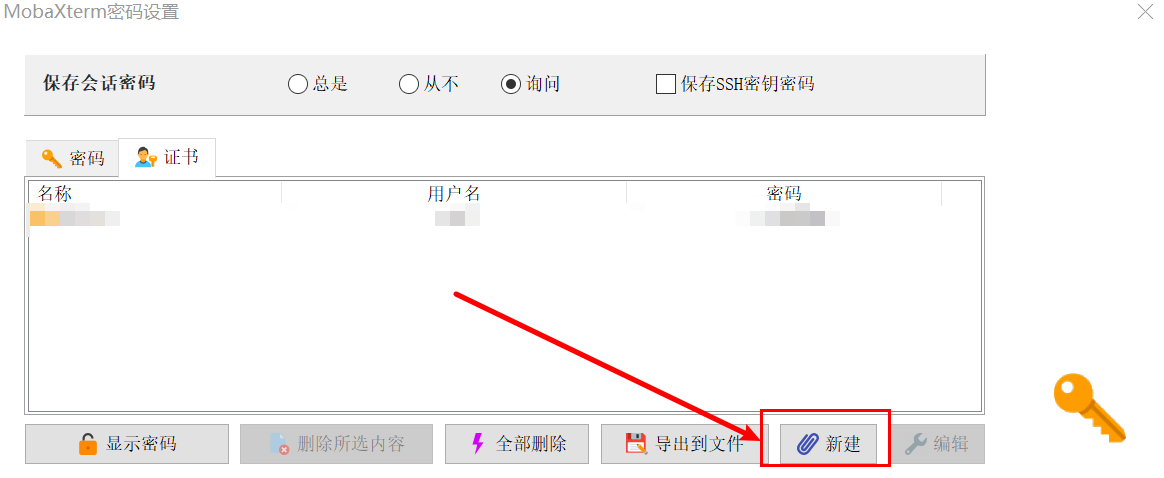 MobaXterm密码设置
保存会话密码 总是 从不 询问 保存SSH密钥密码
密码 证书
名称 用户名 密码
显示密码 删除所选内容 全部删除 导出到文件 新建 编辑